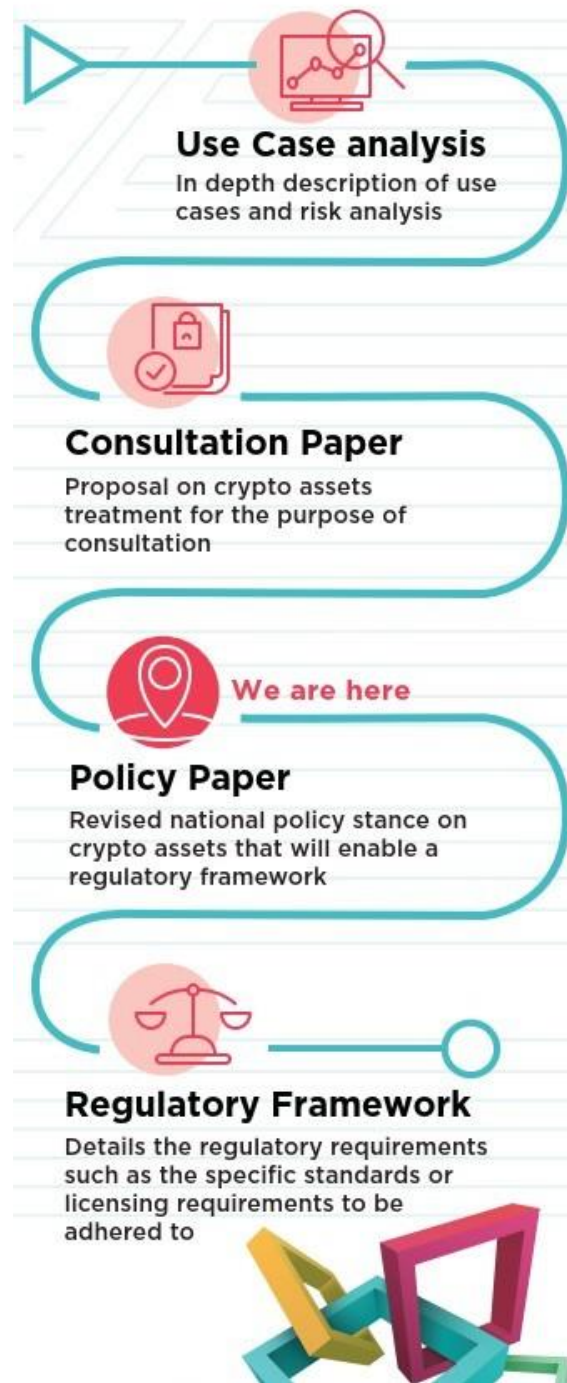 Use Case analysis
In depth description of use
cases and risk analysis
Consultation Paper
Proposal on crypto assets
treatment for the purpose of
consultation
We are here
Policy Paper
Revised national policy stance on
crypto assets that will enable a
regulatory framework
Regulatory Framework
Details the regulatory requirements
such as the specific standards or
licensing requirements to be
adhered to